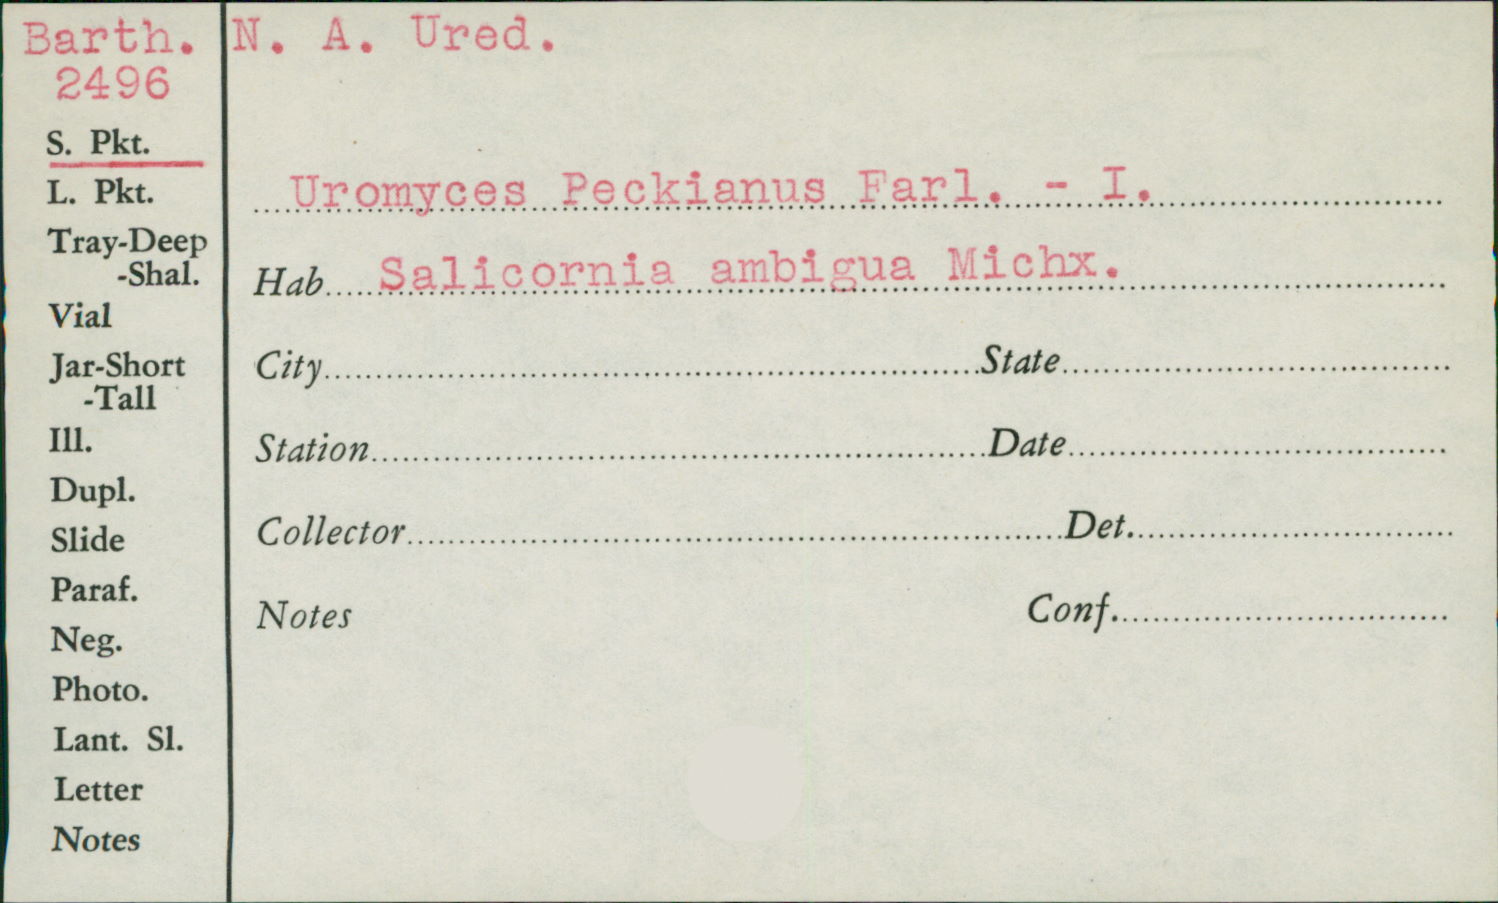 Barth. N. A. Ured.
2496
S. Pkt.
L. Pkt.
Tray-Deep
-Shal.
Vial
Jar-Short
-Tall
Ill.
Dupl.
Slide
Paraf.
Neg.
Photo.
Lant. Sl.
Letter
Notes
Uromyces Peckianus Farl. - I.
Hab. Salicornia ambigua Michx.
City State
Station Date
Collector Det.
Notes Conf.